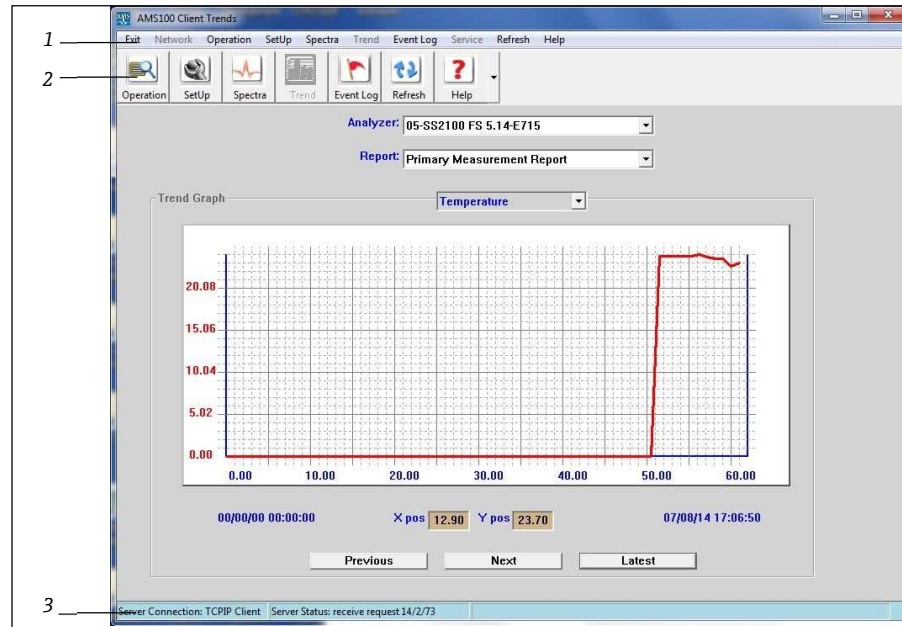 AMS100 Client Trends
1
Exit Network Operation SetUp Spectra Trend Event Log Service Refresh Help
2
Operation SetUp Spectra Trend Event Log Refresh Help
Analyzer: 05-SS2100 FS 5.14-E715
Report: Primary Measurement Report
Trend Graph
Temperature
20.08
15.06
10.04
5.02
0.00
0.00 10.00 20.00 30.00 40.00 50.00 60.00
00/00/00 00:00:00 X pos 12.90 Y pos 23.70 07/08/14 17:06:50
Previous Next Latest
3
Server Connection: TCPIP Client Server Status: receive request 14/2/73